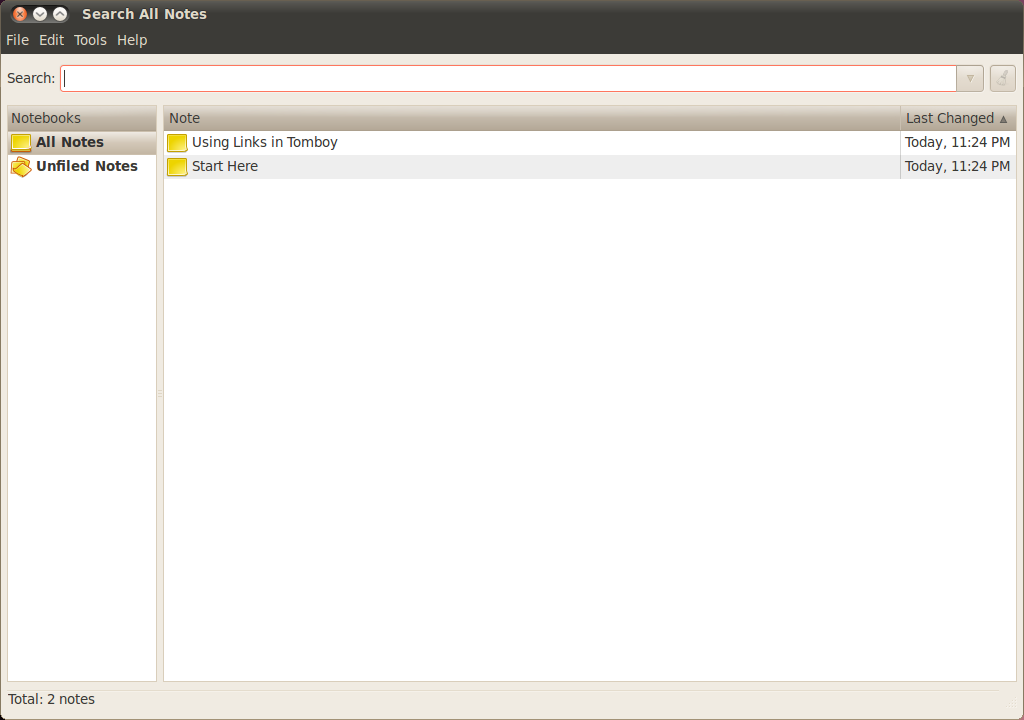 Search All Notes
File Edit Tools Help
Search:
Notebooks
All Notes
Unfiled Notes
Note Last Changed
Using Links in Tomboy Today, 11:24 PM
Start Here Today, 11:24 PM
Total: 2 notes